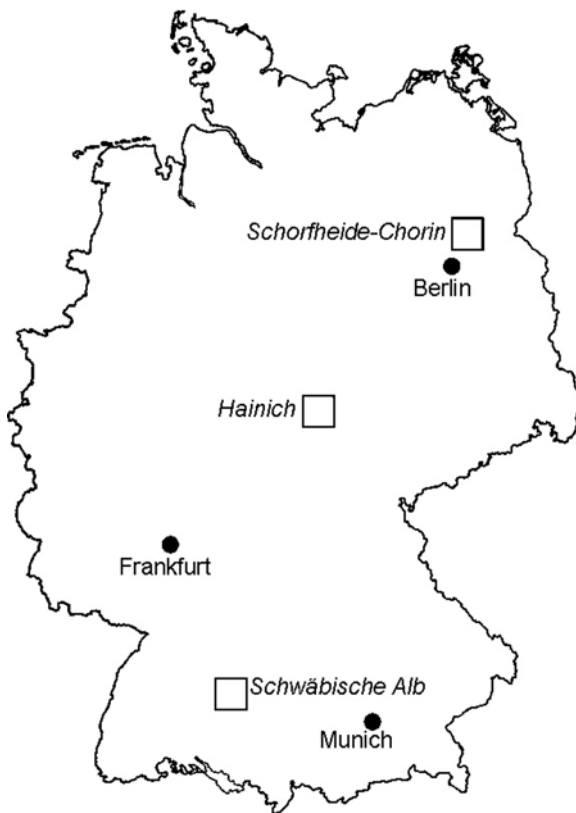 Schorfheide-Chorin
Berlin
Hainich
Frankfurt
Schwäbische Alb
Munich